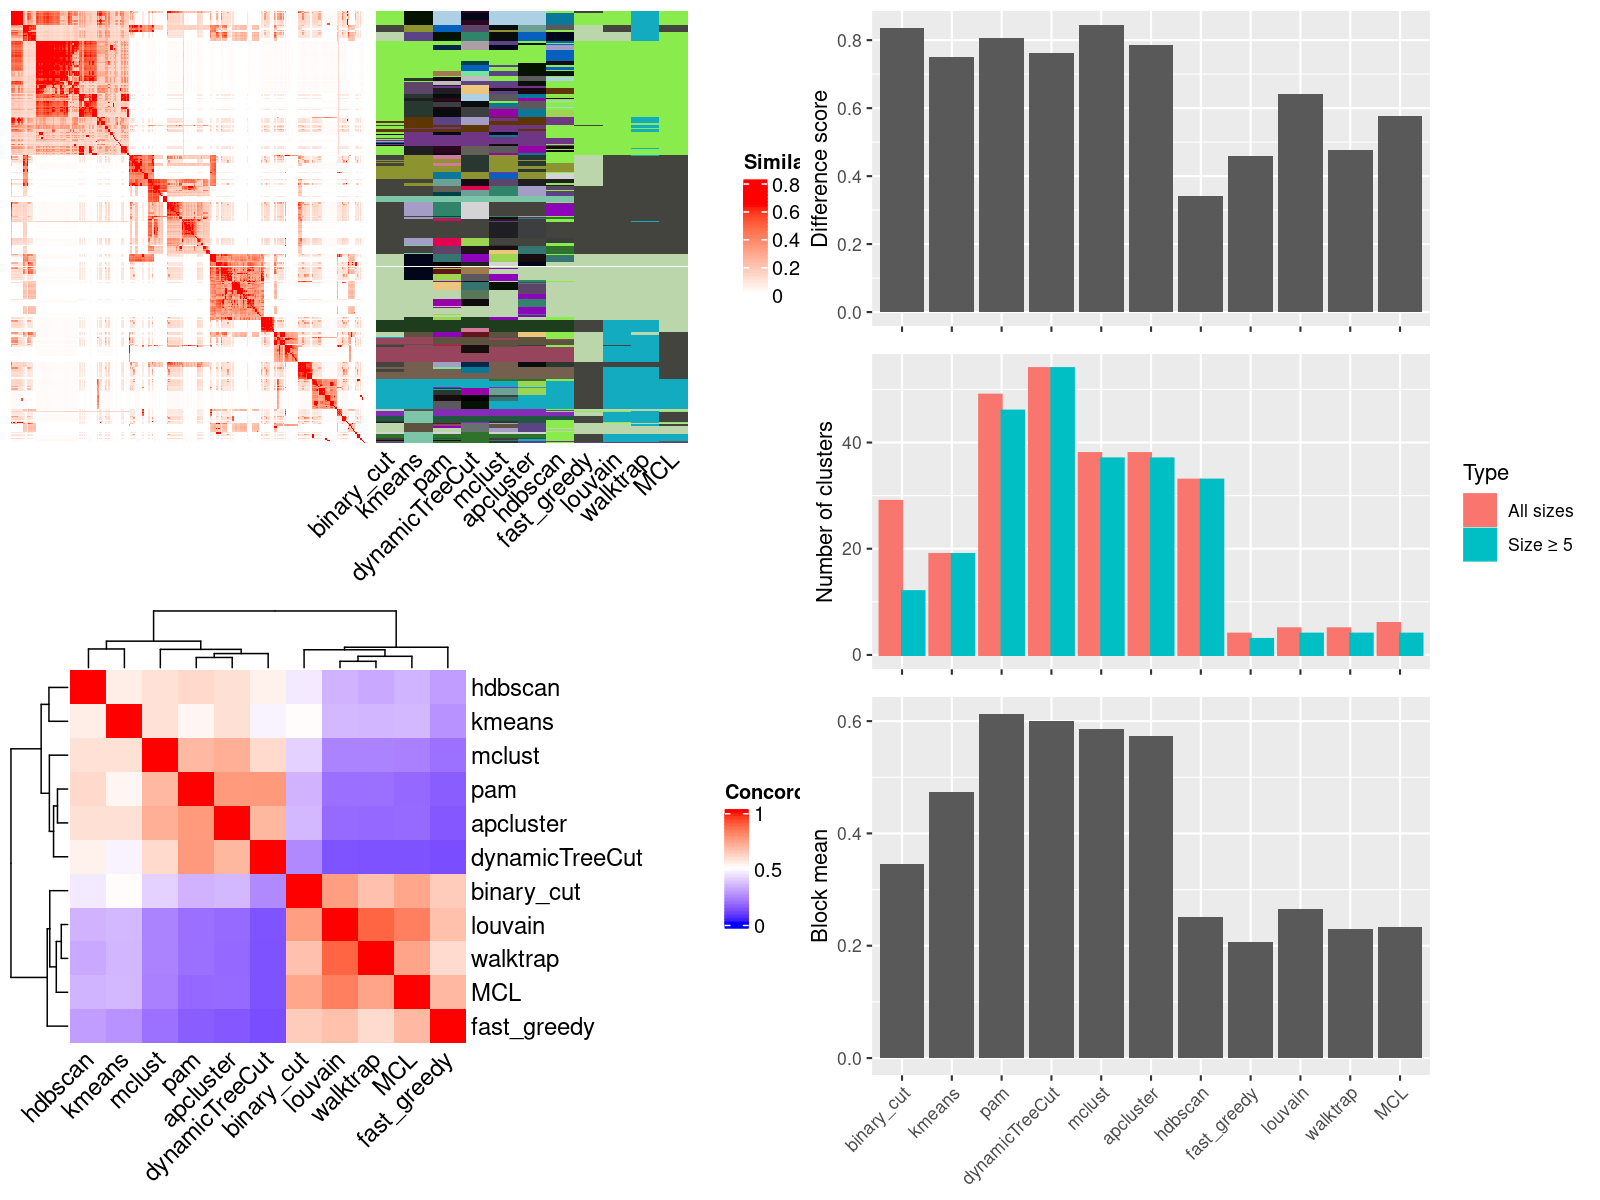 Simila
0.8
0.6
0.4
0.2
0
binary_cut
kmeans
pam
dynamicTreeCut
mclust
apcluster
hdbscan
fast_greedy
louvain
walktrap
MCL
hdbscan
kmeans
mclust
pam
apcluster
dynamicTreeCut
binary_cut
louvain
walktrap
MCL
fast_greedy
hdbscan
kmeans
mclust
pam
apcluster
dynamicTreeCut
binary_cut
louvain
walktrap
MCL
fast_greedy
Concord
1
0.5
0
Difference score
0.8
0.6
0.4
0.2
0.0
Number of clusters
40
20
0
Type
All sizes
Size ≥ 5
Block mean
0.6
0.4
0.2
0.0
binary_cut
kmeans
pam
dynamicTreeCut
mclust
apcluster
hdbscan
fast_greedy
louvain
walktrap
MCL